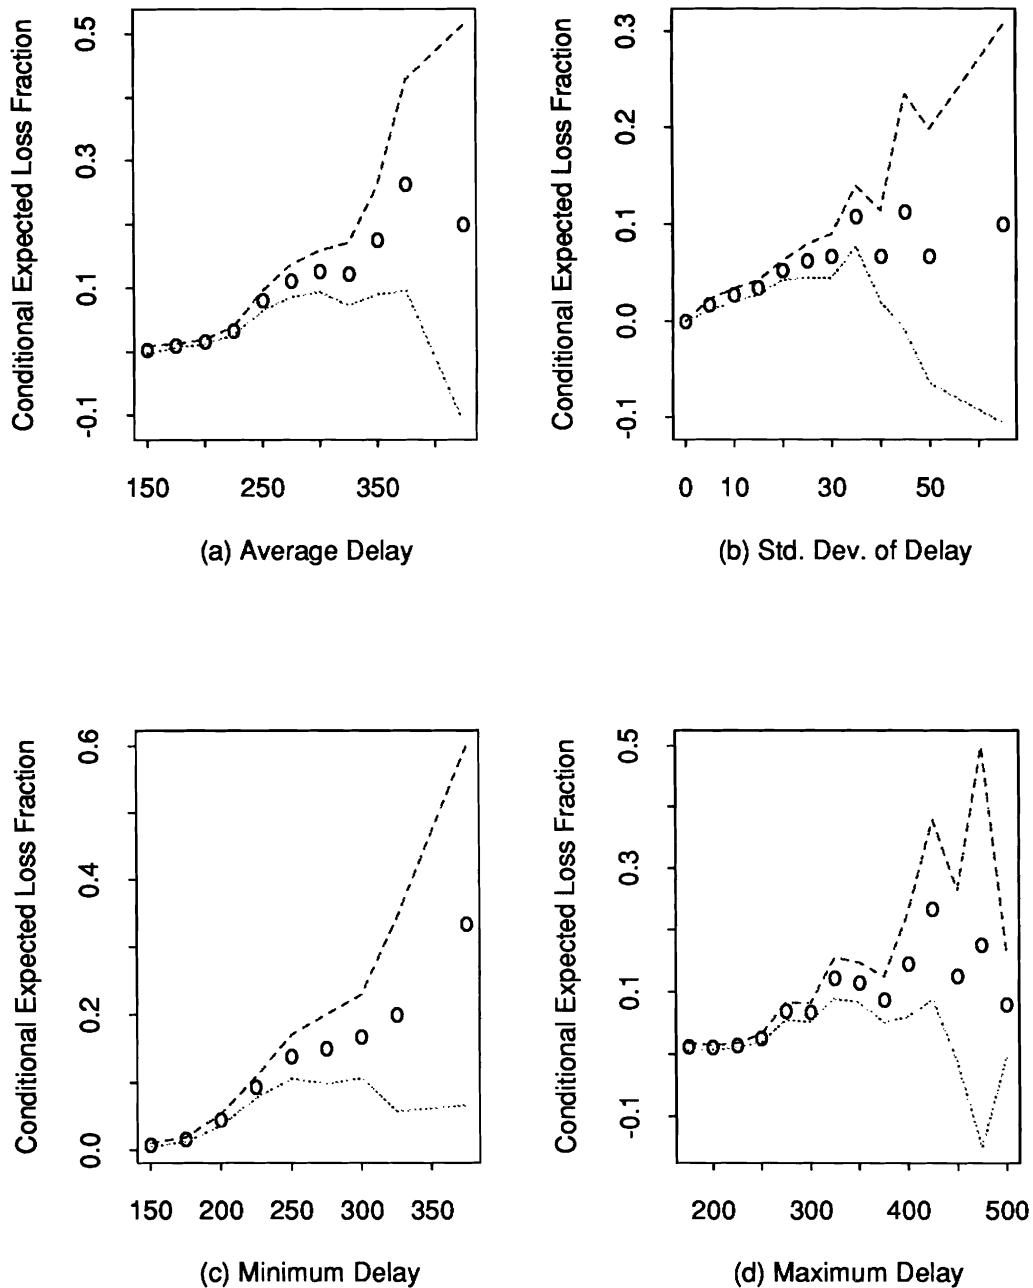 Conditional Expected Loss Fraction
0.5
0.3
0.1
-0.1
150 250 350
(a) Average Delay
Conditional Expected Loss Fraction
0.3
0.2
0.1
0.0
-0.1
0 10 30 50
(b) Std. Dev. of Delay
Conditional Expected Loss Fraction
0.6
0.4
0.2
0.0
150 200 250 300 350
(c) Minimum Delay
Conditional Expected Loss Fraction
0.5
0.3
0.1
-0.1
200 300 400 500
(d) Maximum Delay